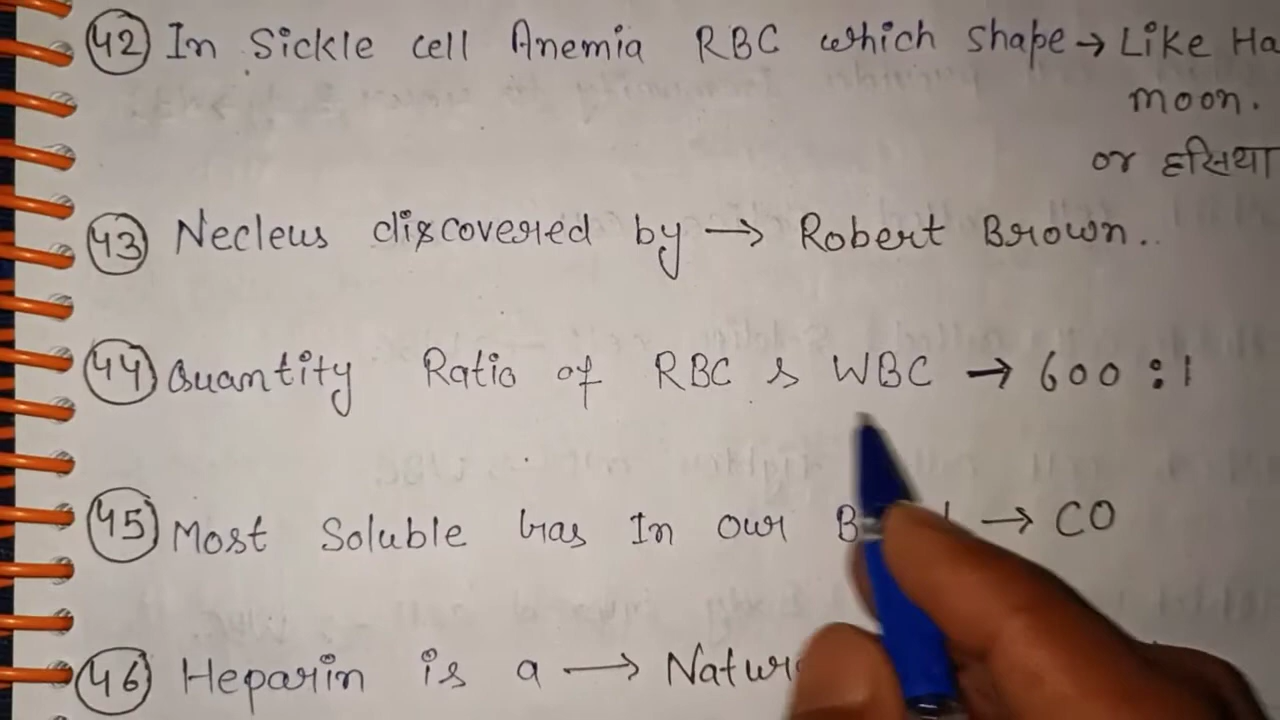 42 In Sickle cell Anemia RBC which shape → Like Ha
moon.
or हसिया
43 Necleus discovered by → Robert Brown.
44 Quantity Ratio of RBC & WBC → 600 : 1
45 Most Soluble Gas In our → CO
46 Heparin is a →